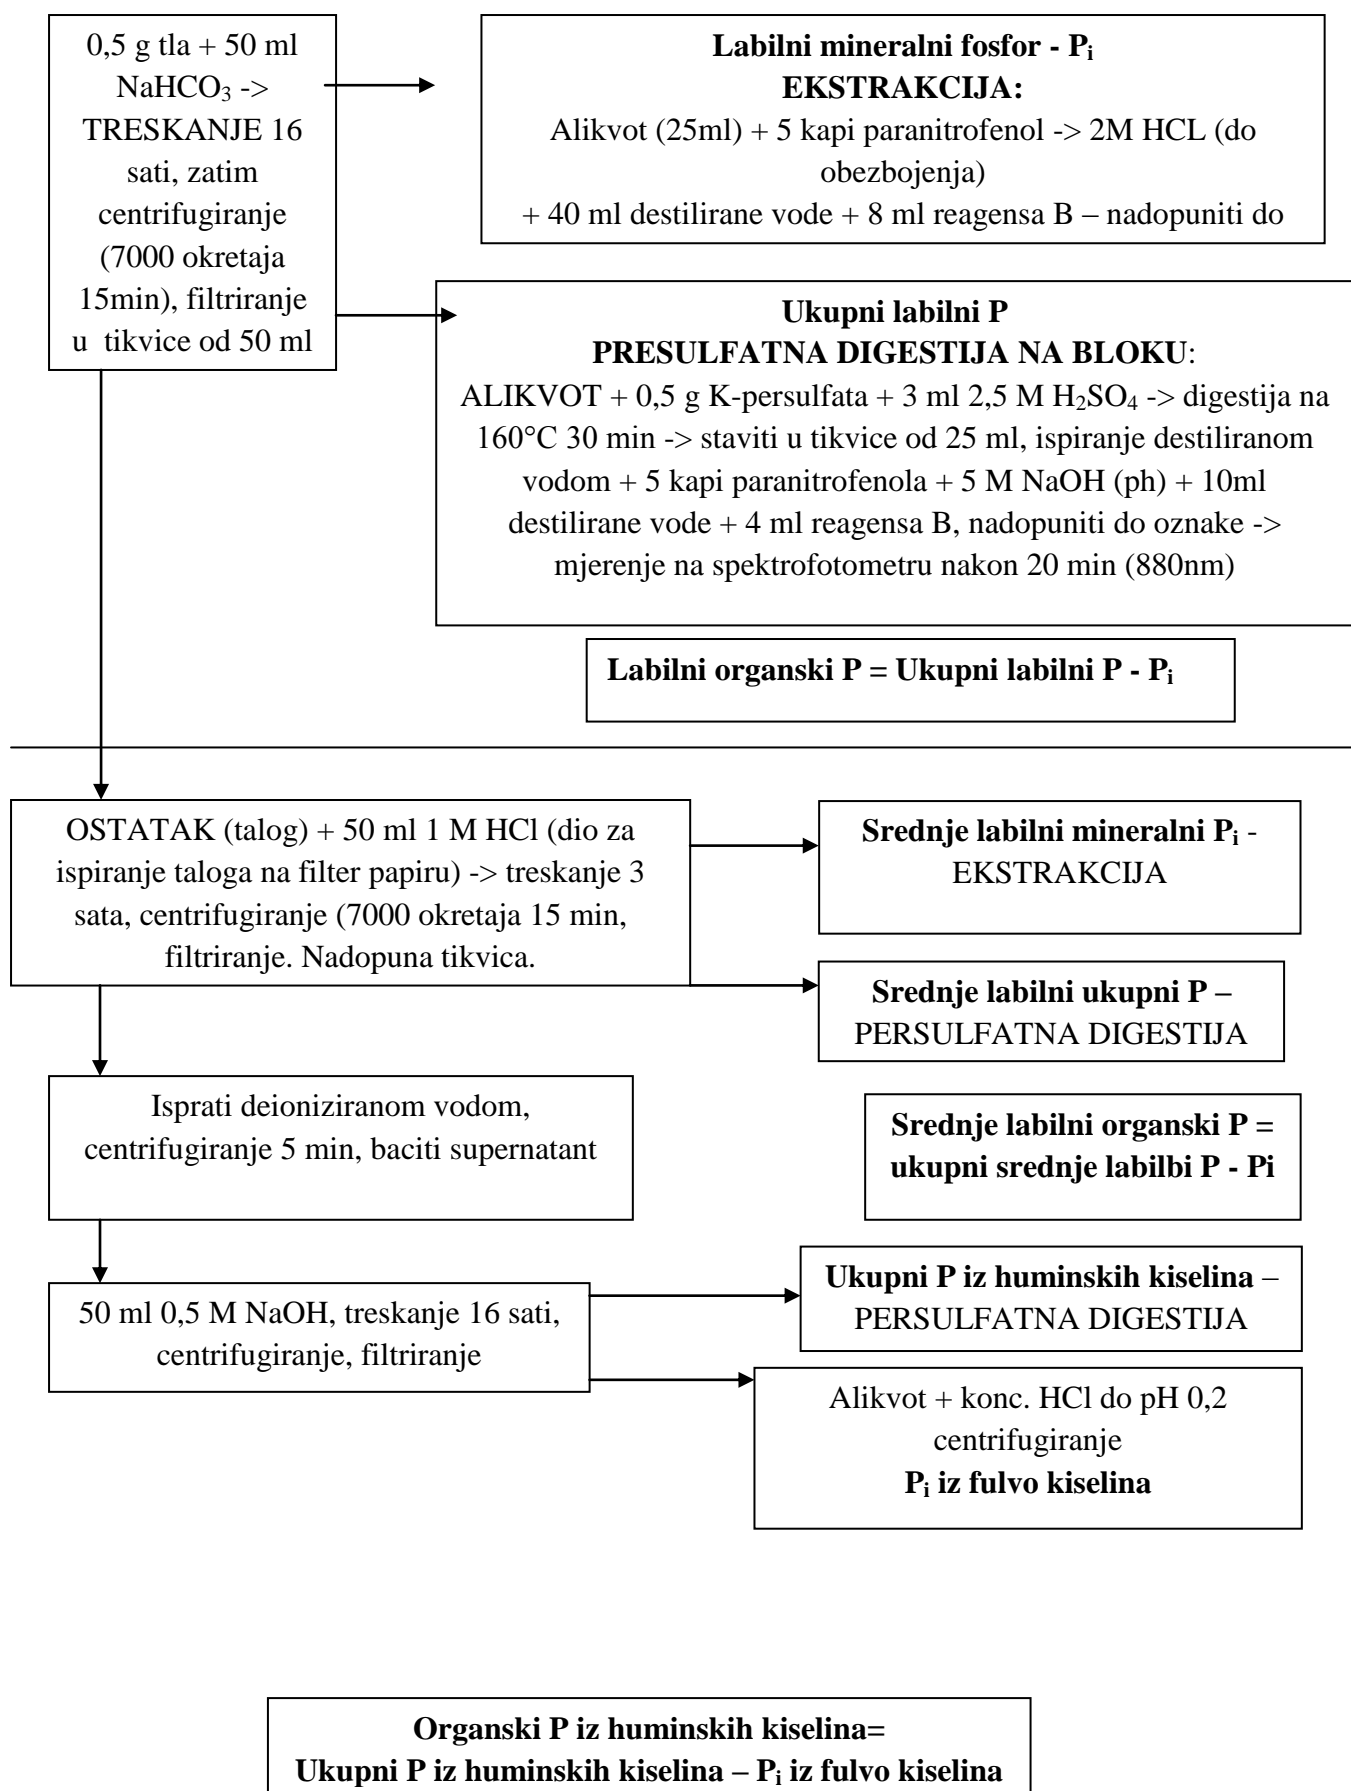 0,5 g tla + 50 ml
NaHCO₃ ->
TRESKANJE 16
sati, zatim
centrifugiranje
(7000 okretaja
15min), filtriranje
u tikvice od 50 ml
Labilni mineralni fosfor - Pᵢ
EKSTRAKCIJA:
Alikvot (25ml) + 5 kapi paranitrofenol -> 2M HCL (do
obezbojenja)
+ 40 ml destilirane vode + 8 ml reagensa B – nadopuniti do
Ukupni labilni P
PRESULFATNA DIGESTIJA NA BLOKU:
ALIKVOT + 0,5 g K-persulfata + 3 ml 2,5 M H₂SO₄ -> digestija na
160°C 30 min -> staviti u tikvice od 25 ml, ispiranje destiliranom
vodom + 5 kapi paranitrofenola + 5 M NaOH (ph) + 10ml
destilirane vode + 4 ml reagensa B, nadopuniti do oznake ->
mjerenje na spektrofotometru nakon 20 min (880nm)
Labilni organski P = Ukupni labilni P - Pᵢ
OSTATAK (talog) + 50 ml 1 M HCl (dio za
ispiranje taloga na filter papiru) -> treskanje 3
sata, centrifugiranje (7000 okretaja 15 min,
filtriranje. Nadopuna tikvica.
Srednje labilni mineralni Pᵢ -
EKSTRAKCIJA
Srednje labilni ukupni P –
PERSULFATNA DIGESTIJA
Isprati deioniziranom vodom,
centrifugiranje 5 min, baciti supernatant
Srednje labilni organski P =
ukupni srednje labilbi P - Pi
50 ml 0,5 M NaOH, treskanje 16 sati,
centrifugiranje, filtriranje
Ukupni P iz huminskih kiselina –
PERSULFATNA DIGESTIJA
Alikvot + konc. HCl do pH 0,2
centrifugiranje
Pᵢ iz fulvo kiselina
Organski P iz huminskih kiselina=
Ukupni P iz huminskih kiselina – Pᵢ iz fulvo kiselina